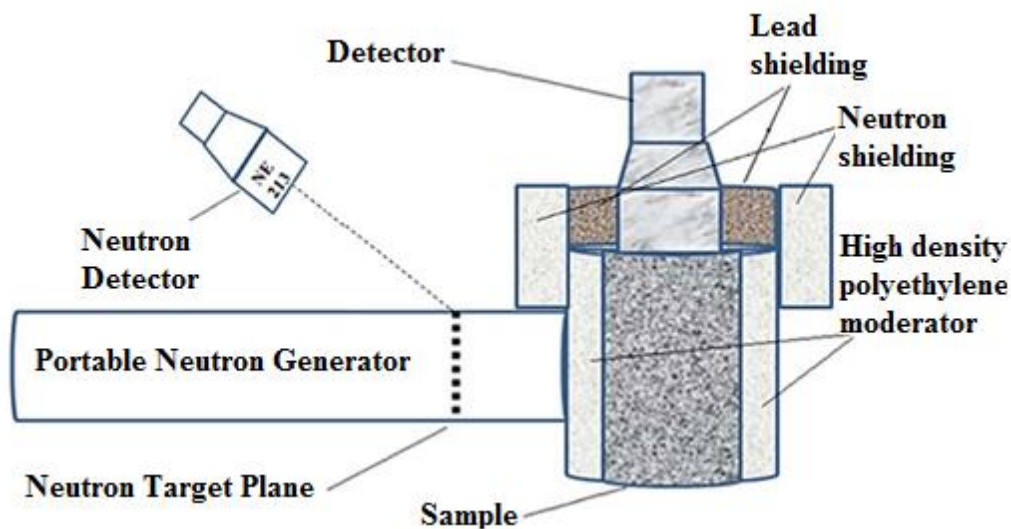 Detector
Lead
shielding
Neutron
shielding
NE
213
Neutron
Detector
High density
polyethylene
moderator
Portable Neutron Generator
Neutron Target Plane
Sample